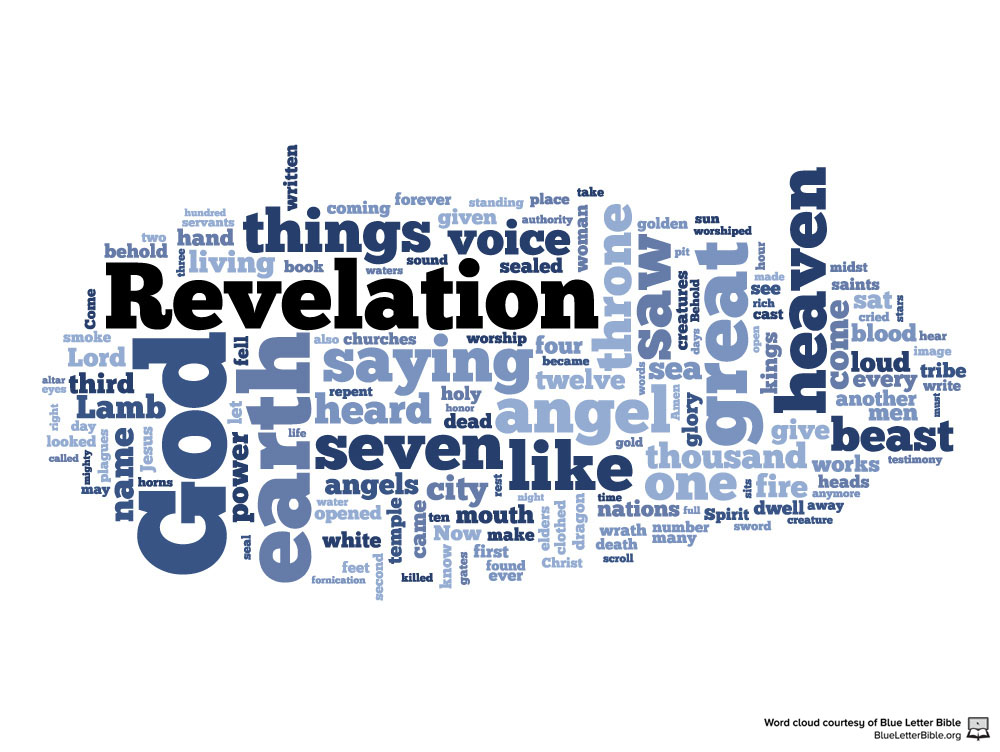 written
take
hundred
forever
standing
place
coming
servants
things
given
authority
woman
throne
golden
sun
heaven
two
hand
voice
worshiped
behold
three
living
book
waters
sound
sealed
saw
pit
great
hour
midst
Revelation
creatures
Behold
made
see
saints
Come
rich
sat
cast
cried
stars
smoke
God
fell
earth
also
churches
worship
four
days
open
kings
come
blood
hear
Lord
saying
became
sea
loud
image
altar
third
twelve
words
every
tribe
eyes
repent
holy
angel
Amen
another
write
Lamb
let
heard
honor
dead
glory
men
must
right
day
life
seven
like
gold
give
beast
looked
name
Jesus
power
thousand
works
testimony
called
mighty
plagues
may
horns
angels
city
rest
one
sits
fire
heads
anymore
water
opened
temple
came
ten
mouth
night
time
nations
full
Spirit
dwell
away
creature
seal
white
Now
make
elders
clothed
dragon
wrath
number
sword
death
many
feet
second
know
gates
first
found
ever
Christ
scroll
fornication
killed
Word cloud courtesy of Blue Letter Bible
BlueLetterBible.org